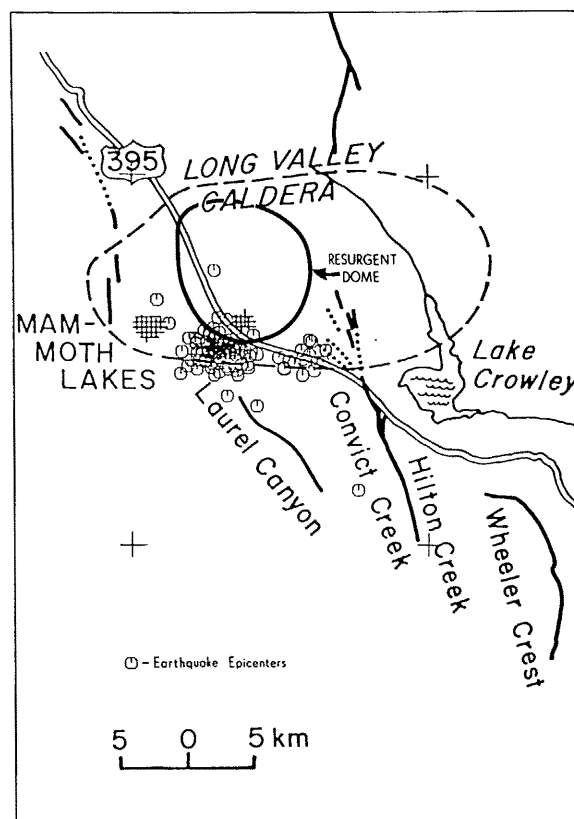 395
LONG VALLEY
CALDERA
RESURGENT
DOME
MAM-
MOTH
LAKES
Lake
Crowley
Laurel Canyon
Convict Creek
Hilton Creek
Wheeler Crest
- Earthquake Epicenters
5 0 5 km